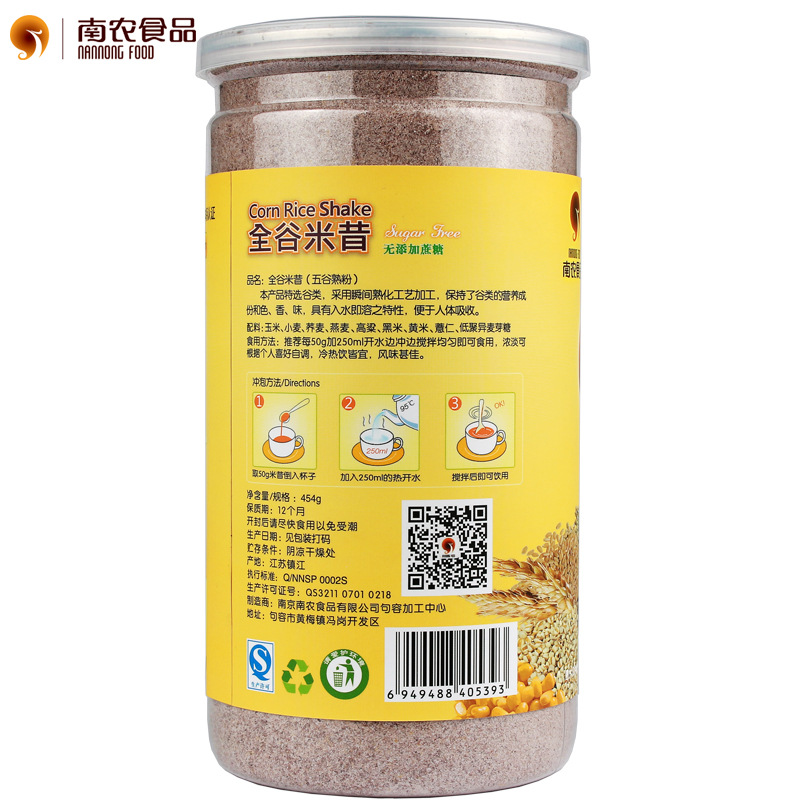 南农食品
NANNONG FOOD
Corn Rice Shake
全谷米昔
Sugar Free
无添加蔗糖
品名：全谷米昔（五谷熟粉）
本产品特选谷类，采用瞬间熟化工艺加工，保持了谷类的营养成
份和色、香、味，具有入水即溶之特性，便于人体吸收。
配料：玉米、小麦、荞麦、燕麦、高粱、黑米、黄米、薏仁、低聚异麦芽糖
食用方法：推荐每50g加250ml开水边冲边搅拌均匀即可食用，浓淡可
根据个人喜好自调，冷热饮皆宜，风味甚佳。
冲泡方法/Directions
1
2
95℃
250ml
3
OK!
取50g米昔倒入杯子
加入250ml的热开水
搅拌后即可饮用
净含量/规格：454g
保质期：12个月
开封后请尽快食用以免受潮
生产日期：见包装打码
贮存条件：阴凉干燥处
产地：江苏镇江
执行标准：Q/NNSP 0002S
生产许可证号：QS3211 0701 0218
制造商：南京南农食品有限公司句容加工中心
地址：句容市黄梅镇冯岗开发区
QS
生产许可
请爱护环境
6 949488 405393
南农食